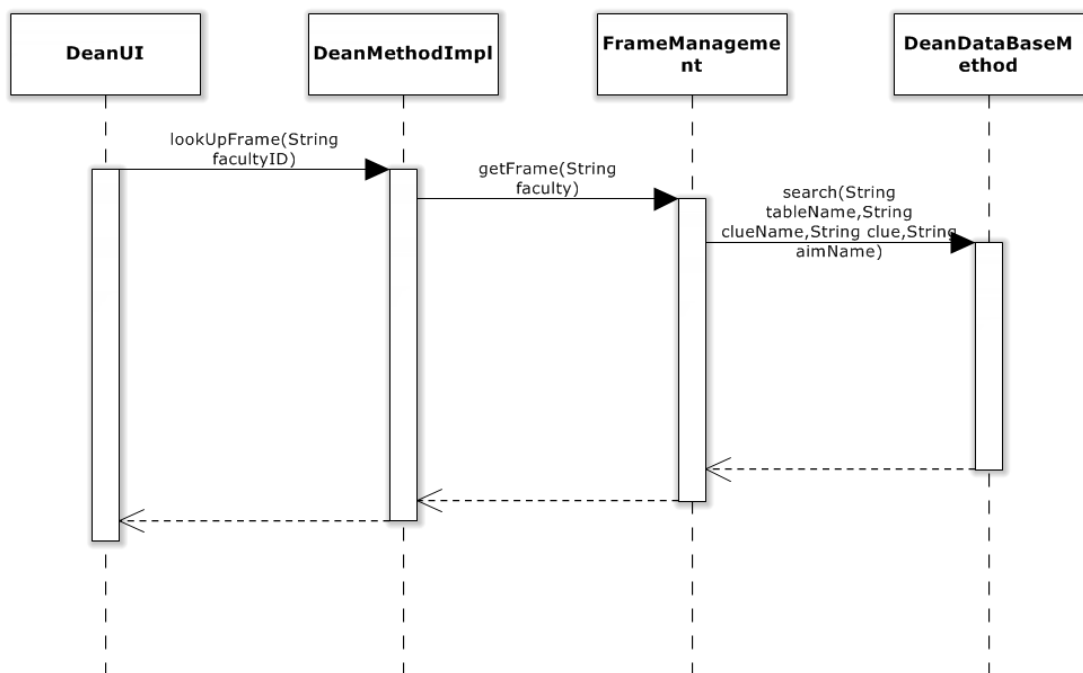 DeanUI
DeanMethodImpl
FrameManageme
nt
DeanDataBaseM
ethod
lookUpFrame(String
facultyID)
getFrame(String
faculty)
search(String
tableName,String
clueName,String clue,String
aimName)